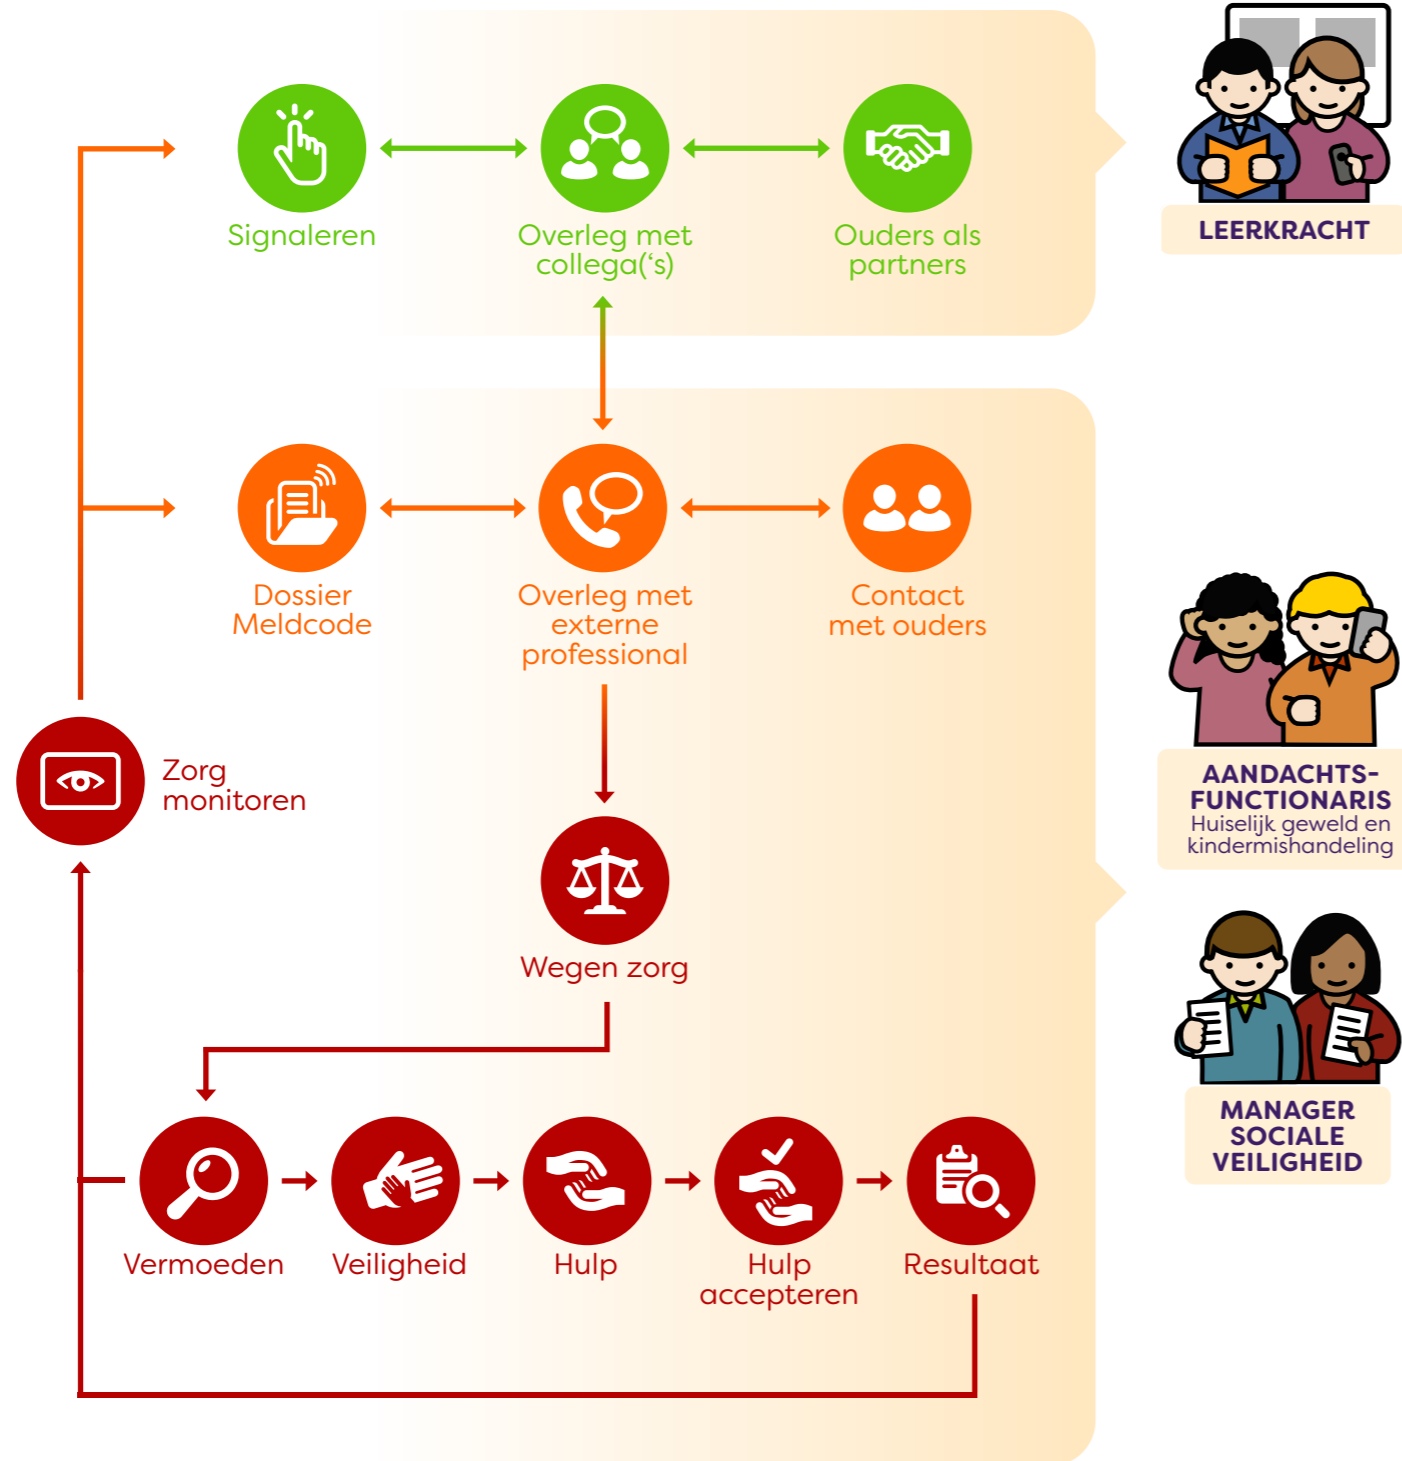 Signaleren
Overleg met
collega(‘s)
Ouders als
partners
LEERKRACHT
Dossier
Meldcode
Overleg met
externe
professional
Contact
met ouders
Zorg
monitoren
AANDACHTS-
FUNCTIONARIS
Huiselijk geweld en
kindermishandeling
Wegen zorg
MANAGER
SOCIALE
VEILIGHEID
Vermoeden
Veiligheid
Hulp
Hulp
accepteren
Resultaat